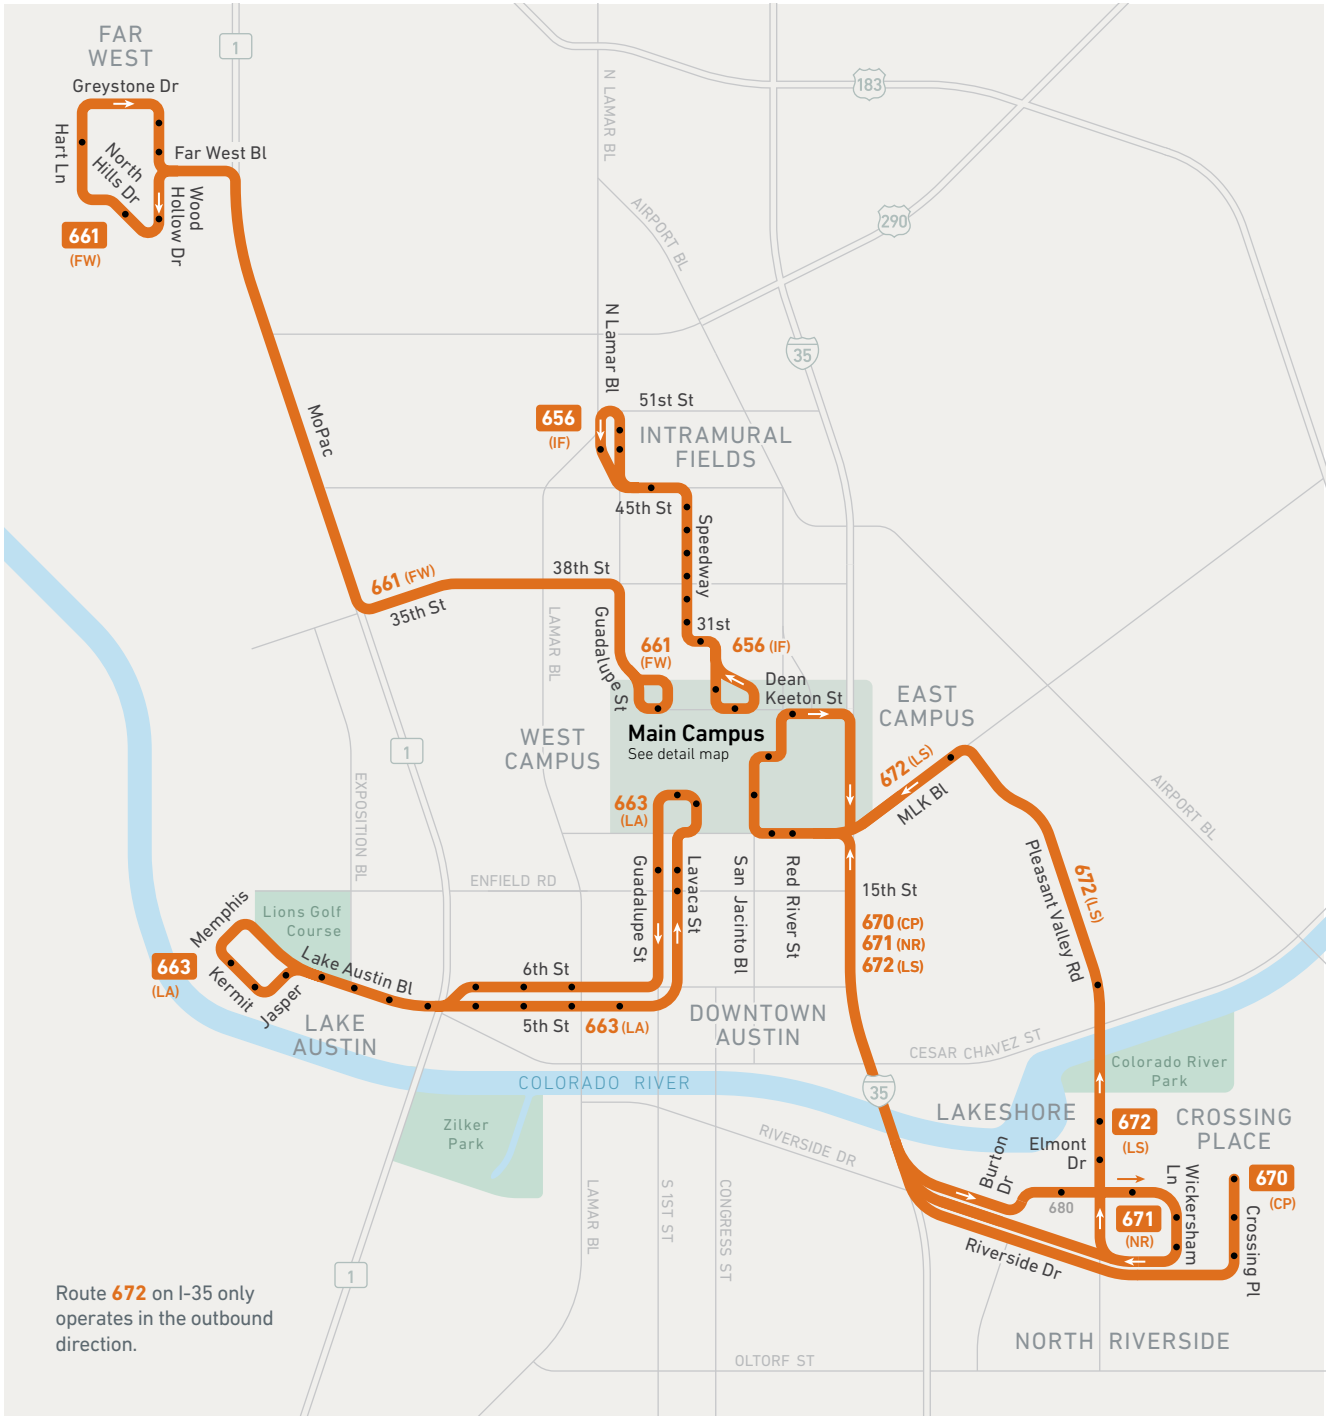 FAR
WEST
1
Greystone Dr
Hart Ln
North
Hills Dr
Far West Bl
Wood
Hollow Dr
661
(FW)
N LAMAR BL
183
290
AIRPORT BL
35
N Lamar Bl
51st St
656
(IF)
INTRAMURAL
FIELDS
MoPac
45th St
Speedway
661 (FW)
35th St
38th St
LAMAR BL
Guadalupe St
31st
661
(FW)
656 (IF)
Dean
Keeton St
EAST
CAMPUS
Main Campus
See detail map
WEST
CAMPUS
1
EXPOSITION BL
672 (LS)
MLK Bl
AIRPORT BL
663
(LA)
Guadalupe St
Lavaca St
San Jacinto Bl
Red River St
15th St
670 (CP)
671 (NR)
672 (LS)
Pleasant Valley Rd
672 (LS)
ENFIELD RD
Memphis
Lions Golf
Course
663
(LA)
Kermit
Jasper
Lake Austin Bl
6th St
5th St
663 (LA)
LAKE
AUSTIN
DOWNTOWN
AUSTIN
CESAR CHAVEZ ST
COLORADO RIVER
35
Colorado River
Park
LAKESHORE
CROSSING
PLACE
Zilker
Park
RIVERSIDE DR
Burton
Dr
Elmont
Dr
672
(LS)
Wickersham
Ln
670
(CP)
680
671
(NR)
Crossing Pl
LAMAR BL
S 1ST ST
CONGRESS ST
Riverside Dr
1
Route 672 on I-35 only
operates in the outbound
direction.
NORTH RIVERSIDE
OLTORF ST